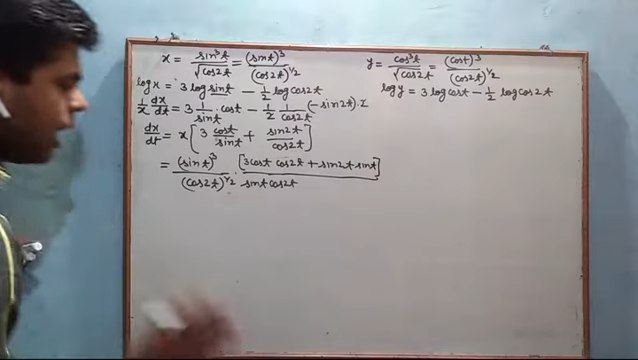 x = sin³t / √cos2t = (sint)³ / (cos2t)^1/2
log x = 3 log sint − 1/2 log cos2t
1/x dx/dt = 3 1/sint · cost − 1/2 1/cos2t (−sin2t)·2
dx/dt = x [3 cost/sint + sin2t/cos2t]
= (sint)³ / (cos2t)^1/2 · [3cost cos2t + sin2t sint] / sint cos2t
y = cos³t / √cos2t = (cost)³ / (cos2t)^1/2
log y = 3 log cost − 1/2 log cos2t